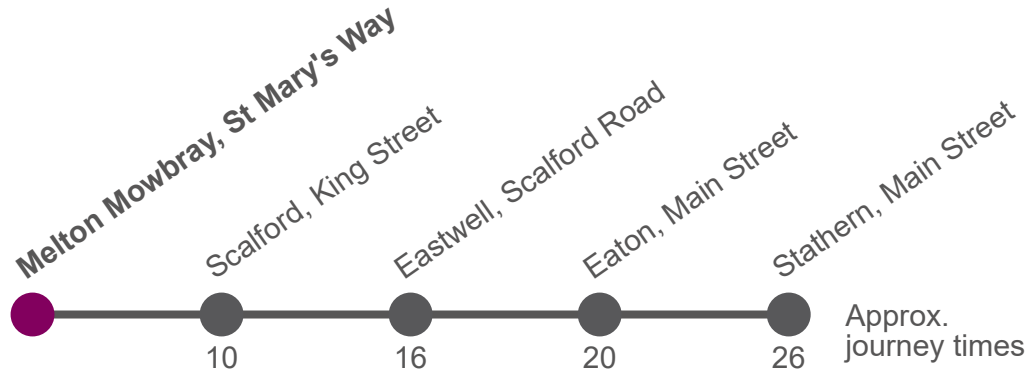 Melton Mowbray, St Mary's Way
Scalford, King Street
Eastwell, Scalford Road
Eaton, Main Street
Stathern, Main Street
10
16
20
26
Approx.
journey times